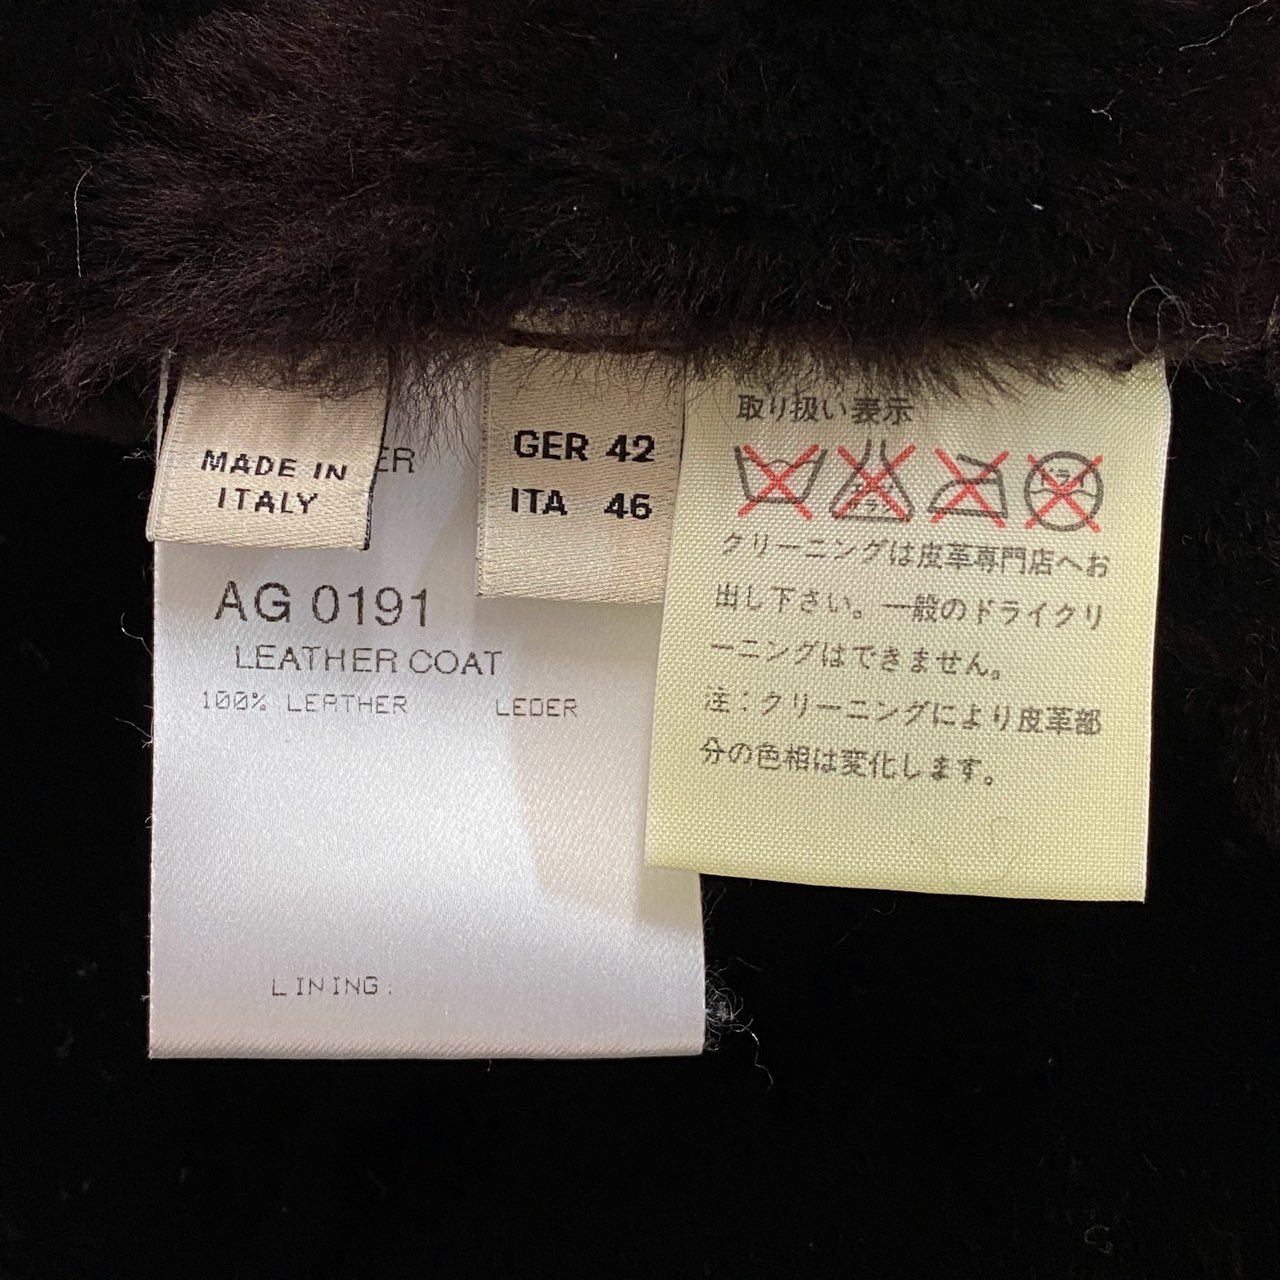 MADE IN
ITALY
ER
GER 42
ITA 46
AG 0191
LEATHER COAT
100% LEATHER LEDER
LINING:
取り扱い表示
クリーニングは皮革専門店へお
出し下さい。一般のドライクリ
ーニングはできません。
注:クリーニングにより皮革部
分の色相は変化します。